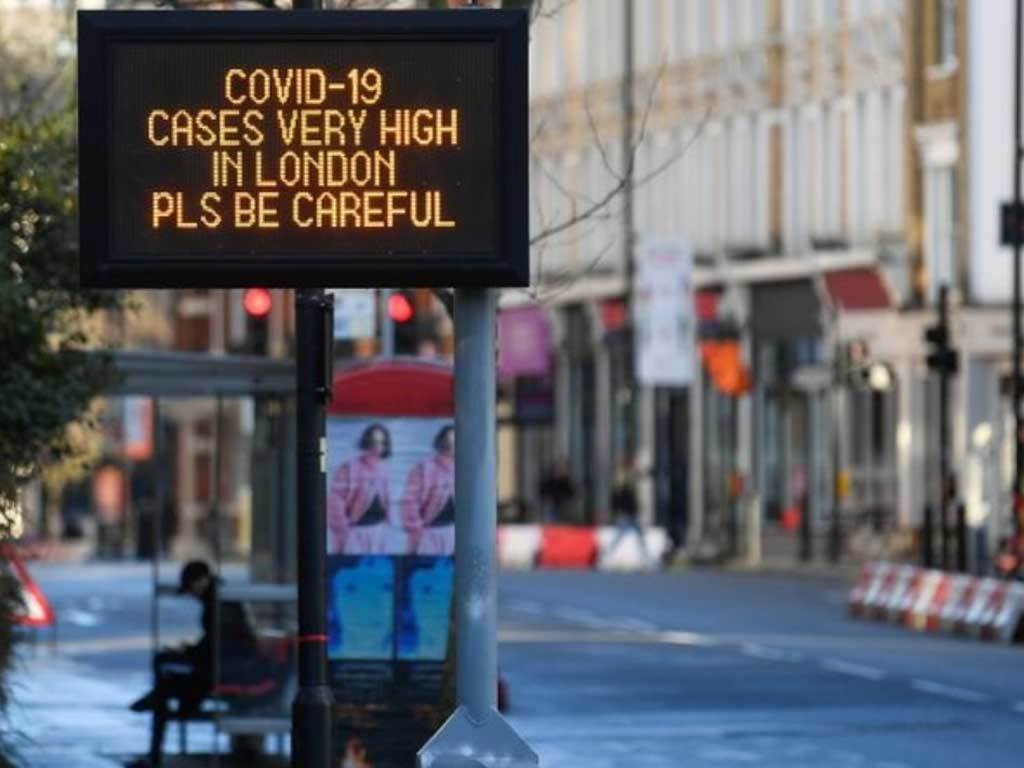 COVID-19
CASES VERY HIGH
IN LONDON
PLS BE CAREFUL